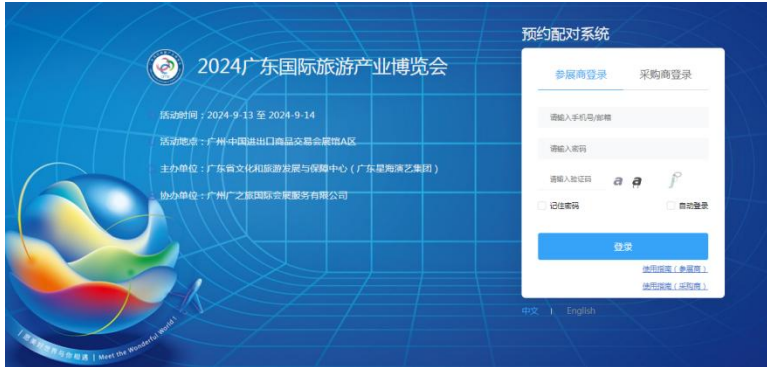 预约配对系统
2024广东国际旅游产业博览会
参展商登录 采购商登录
活动时间：2024-9-13 至 2024-9-14
请输入手机号/邮箱
活动地点：广州·中国进出口商品交易会展馆A区
请输入密码
主办单位：广东省文化和旅游发展与保障中心（广东星海演艺集团）
请输入验证码 a a
记住密码 自动登录
协办单位：广州广之旅国际会展服务有限公司
登录
使用指南（参展商）
使用指南（采购商）
中文 | English
Meet the Wonderful World!